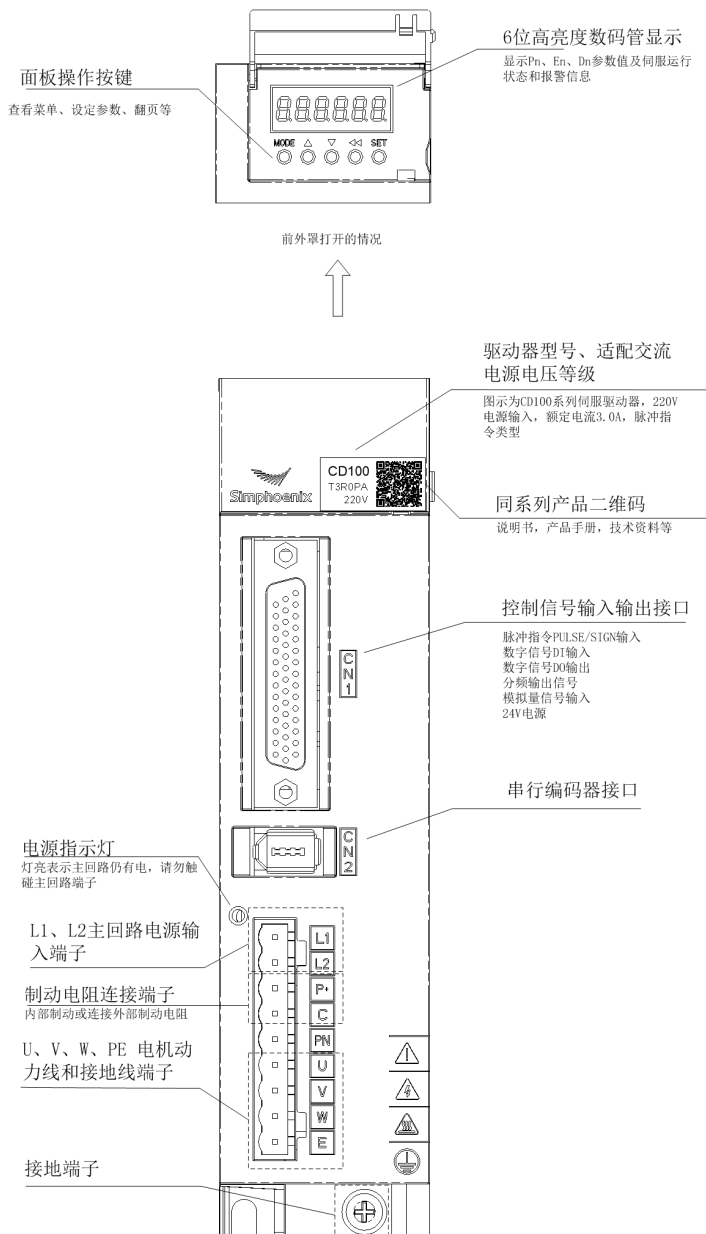 6位高亮度数码管显示
显示Pn、En、Dn参数值及伺服运行
状态和报警信息
面板操作按键
查看菜单、设定参数、翻页等
MODE
SET
前外罩打开的情况
驱动器型号、适配交流
电源电压等级
图示为CD100系列伺服驱动器，220V
电源输入，额定电流3.0A，脉冲指
令类型
Simphoenix
CD100
T3R0PA
220V
同系列产品二维码
说明书，产品手册，技术资料等
控制信号输入输出接口
脉冲指令PULSE/SIGN输入
数字信号DI输入
数字信号DO输出
分频输出信号
模拟量信号输入
24V电源
CN1
串行编码器接口
CN2
电源指示灯
灯亮表示主回路仍有电，请勿触
碰主回路端子
L1、L2主回路电源输
入端子
制动电阻连接端子
内部制动或连接外部制动电阻
U、V、W、PE 电机动
力线和接地线端子
L1
L2
P+
C
PN
U
V
W
E
接地端子